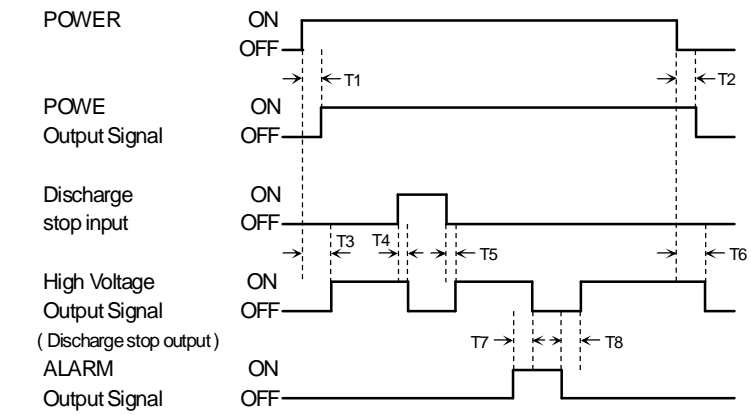 POWER ON
OFF
T1 T2
POWE ON
Output Signal OFF
Discharge ON
stop input OFF
T3 T4 T5 T6
High Voltage ON
Output Signal OFF
( Discharge stop output )
T7 T8
ALARM ON
Output Signal OFF